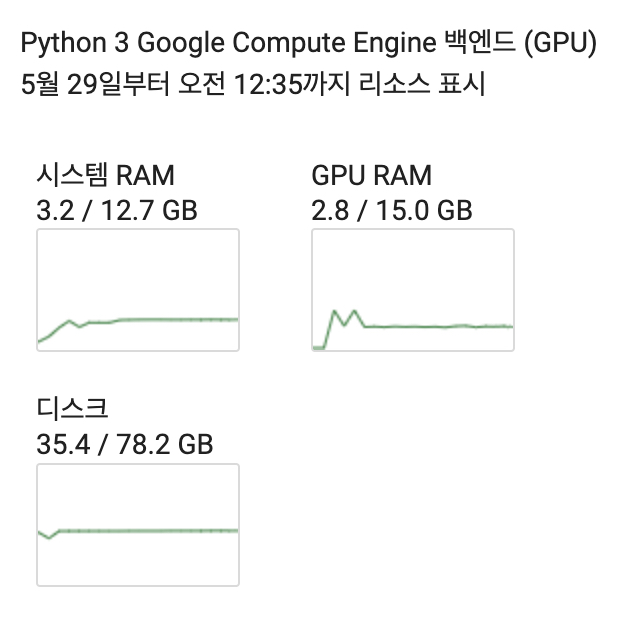 Python 3 Google Compute Engine 백엔드 (GPU)
5월 29일부터 오전 12:35까지 리소스 표시
시스템 RAM
3.2 / 12.7 GB
GPU RAM
2.8 / 15.0 GB
디스크
35.4 / 78.2 GB